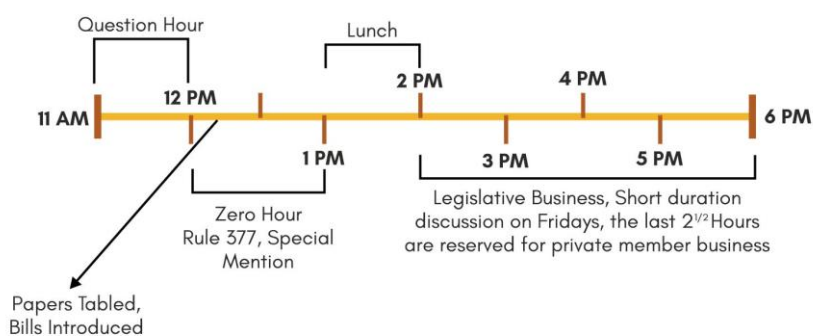 Question Hour
Lunch
11 AM
12 PM
1 PM
2 PM
3 PM
4 PM
5 PM
6 PM
Zero Hour
Rule 377, Special
Mention
Legislative Business, Short duration
discussion on Fridays, the last 2¹/² Hours
are reserved for private member business
Papers Tabled,
Bills Introduced